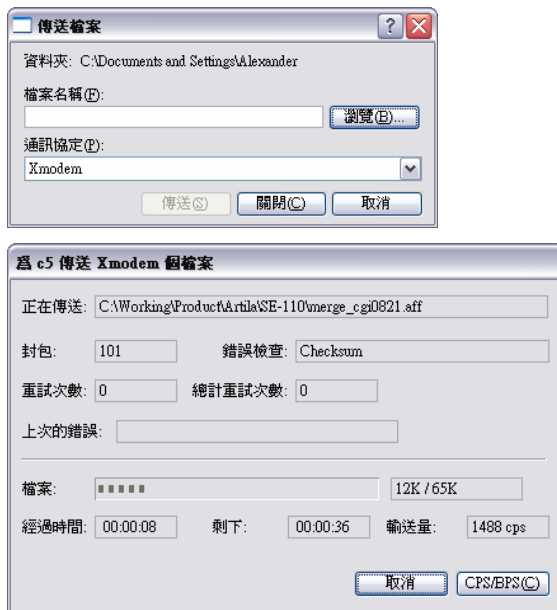 傳送檔案
資料夾: C:\Documents and Settings\Alexander
檔案名稱(F):
瀏覽(B)...
通訊協定(P):
Xmodem
傳送(S) 關閉(C) 取消
為 c5 傳送 Xmodem 個檔案
正在傳送: C:\Working\Product\Artila\SE-110\merge_cgi0821.aff
封包: 101 錯誤檢查: Checksum
重試次數: 0 總計重試次數: 0
上次的錯誤:
檔案: 12K / 65K
經過時間: 00:00:08 剩下: 00:00:36 輸送量: 1488 cps
取消 CPS/BPS(C)